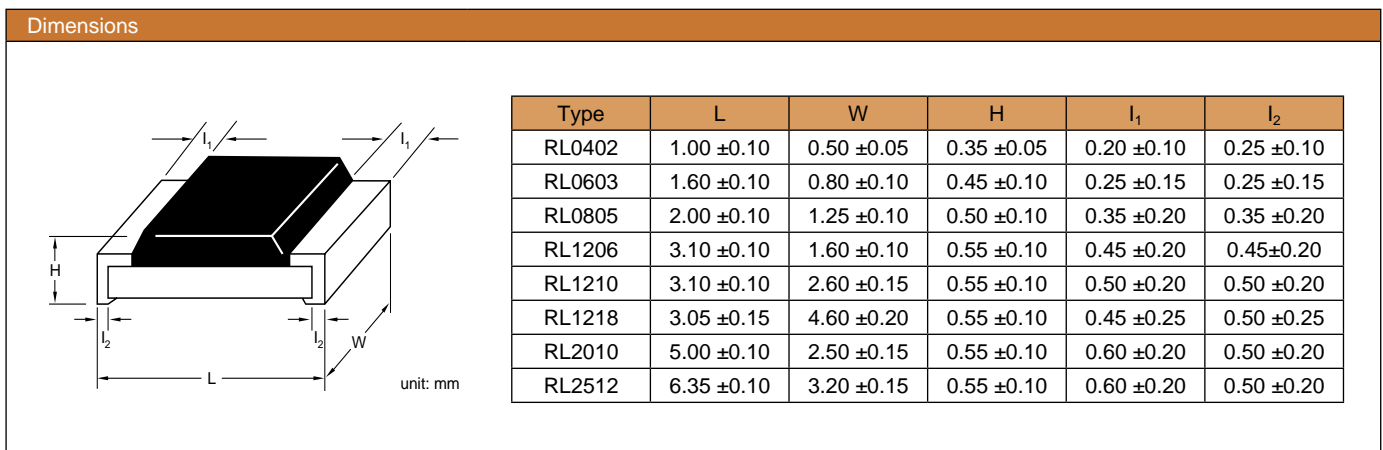 Dimensions
l₁ l₁
H
l₂ l₂ W
L
unit: mm
Type L W H l₁ l₂
RL0402 1.00 ±0.10 0.50 ±0.05 0.35 ±0.05 0.20 ±0.10 0.25 ±0.10
RL0603 1.60 ±0.10 0.80 ±0.10 0.45 ±0.10 0.25 ±0.15 0.25 ±0.15
RL0805 2.00 ±0.10 1.25 ±0.10 0.50 ±0.10 0.35 ±0.20 0.35 ±0.20
RL1206 3.10 ±0.10 1.60 ±0.10 0.55 ±0.10 0.45 ±0.20 0.45±0.20
RL1210 3.10 ±0.10 2.60 ±0.15 0.55 ±0.10 0.50 ±0.20 0.50 ±0.20
RL1218 3.05 ±0.15 4.60 ±0.20 0.55 ±0.10 0.45 ±0.25 0.50 ±0.25
RL2010 5.00 ±0.10 2.50 ±0.15 0.55 ±0.10 0.60 ±0.20 0.50 ±0.20
RL2512 6.35 ±0.10 3.20 ±0.15 0.55 ±0.10 0.60 ±0.20 0.50 ±0.20